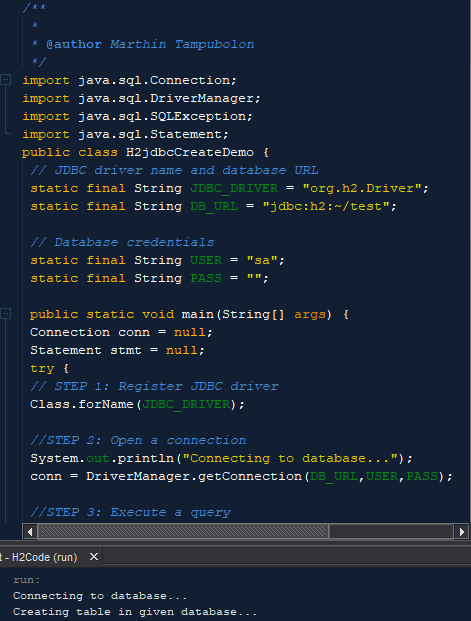 /**
*
* @author Marthin Tampubolon
*/
import java.sql.Connection;
import java.sql.DriverManager;
import java.sql.SQLException;
import java.sql.Statement;
public class H2jdbcCreateDemo {
// JDBC driver name and database URL
static final String JDBC_DRIVER = "org.h2.Driver";
static final String DB_URL = "jdbc:h2:~/test";
// Database credentials
static final String USER = "sa";
static final String PASS = "";
public static void main(String[] args) {
Connection conn = null;
Statement stmt = null;
try {
// STEP 1: Register JDBC driver
Class.forName(JDBC_DRIVER);
//STEP 2: Open a connection
System.out.println("Connecting to database...");
conn = DriverManager.getConnection(DB_URL,USER,PASS);
//STEP 3: Execute a query
t - H2Code (run)
run:
Connecting to database...
Creating table in given database...